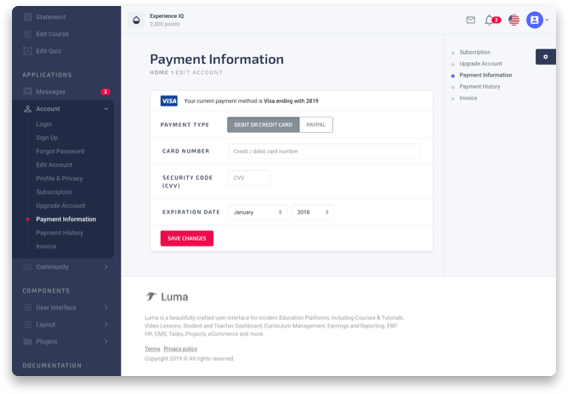 Statement
Edit Course
Edit Quiz
APPLICATIONS
Messages
2
Account
Login
Sign Up
Forgot Password
Edit Account
Profile & Privacy
Subscription
Upgrade Account
Payment Information
Payment History
Invoice
Community
COMPONENTS
User Interface
Layout
Plugins
DOCUMENTATION
Experience IQ
2,300 points
2
Payment Information
HOME > EDIT ACCOUNT
VISA Your current payment method is Visa ending with 2819
PAYMENT TYPE DEBIT OR CREDIT CARD PAYPAL
CARD NUMBER Credit / debit card number
SECURITY CODE
(CVV)
CVV
EXPIRATION DATE January 2018
SAVE CHANGES
Subscription
Upgrade Account
Payment Information
Payment History
Invoice
Luma
Luma is a beautifully crafted user interface for modern Education Platforms, including Courses & Tutorials,
Video Lessons, Student and Teacher Dashboard, Curriculum Management, Earnings and Reporting, ERP,
HR, CMS, Tasks, Projects, eCommerce and more.
Terms Privacy policy
Copyright 2019 © All rights reserved.